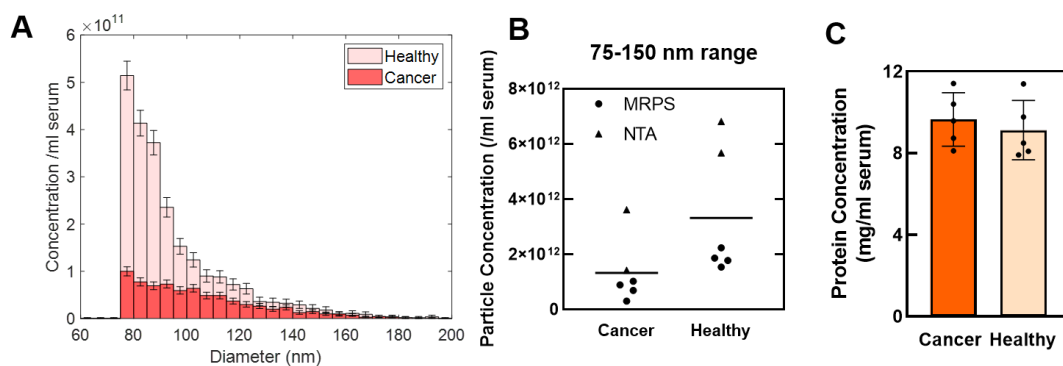 A
×10^11
6
5
4
3
2
1
0
Concentration /ml serum
Healthy
Cancer
60 80 100 120 140 160 180 200
Diameter (nm)
B
75-150 nm range
Particle Concentration (/ml serum)
8×10^12
6×10^12
4×10^12
2×10^12
0
MRPS
NTA
Cancer Healthy
C
Protein Concentration
(mg/ml serum)
12
9
8
4
0
Cancer Healthy